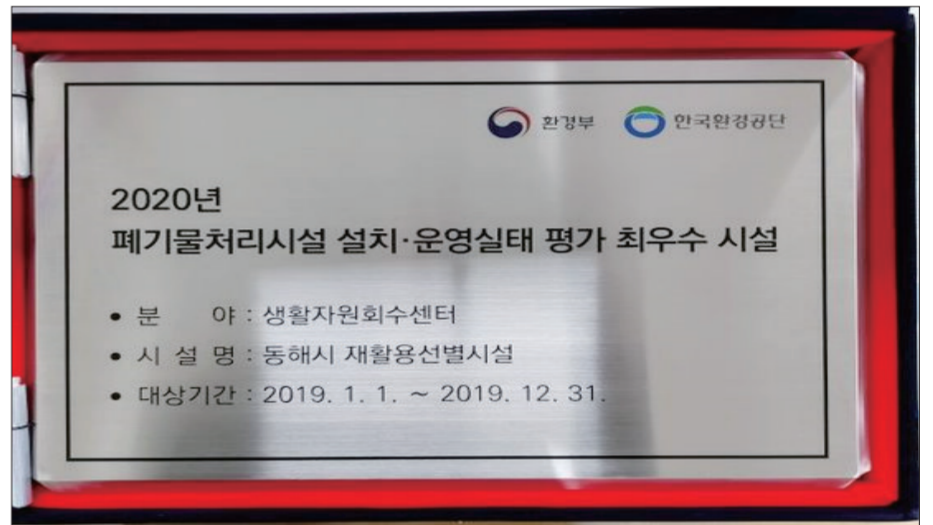 환경부 한국환경공단
2020년
폐기물처리시설 설치·운영실태 평가 최우수 시설
• 분 야 : 생활자원회수센터
• 시 설 명 : 동해시 재활용선별시설
• 대상기간 : 2019. 1. 1. ~ 2019. 12. 31.